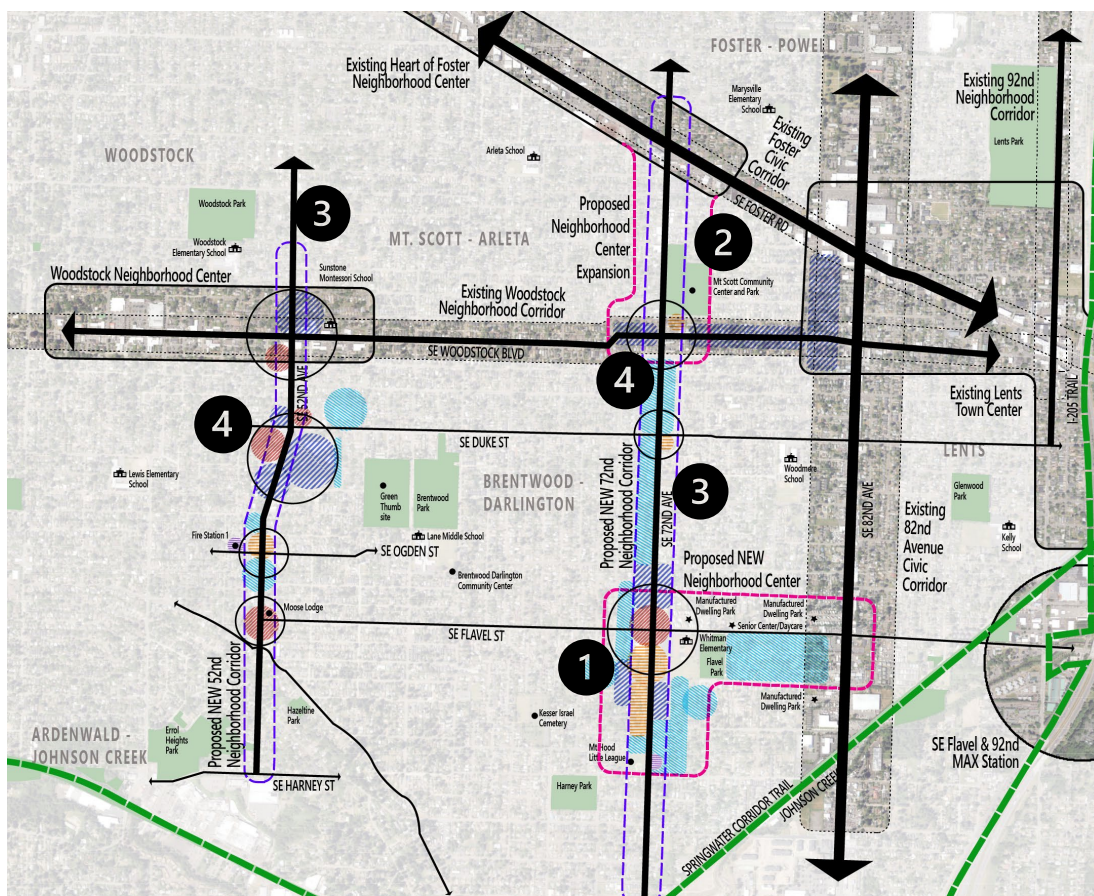 FOSTER - POWELL
Existing Heart of Foster
Neighborhood Center
Marysville
Elementary
School
Existing 92nd
Neighborhood
Corridor
Lents Park
Existing
Foster
Civic
Corridor
Arleta School
WOODSTOCK
3
Woodstock Park
SE FOSTER RD
Proposed
Neighborhood
Center
Expansion
2
Woodstock
Elementary School
MT. SCOTT - ARLETA
Sunstone
Montessori School
Woodstock Neighborhood Center
Mt Scott Community
Center and Park
Existing Woodstock
Neighborhood Corridor
SE WOODSTOCK BLVD
SE 52ND AVE
4
Existing Lents
Town Center
I-205 TRAIL
4
SE DUKE ST
LENTS
Lewis Elementary
School
Green
Thumb
site
Brentwood
Park
BRENTWOOD -
DARLINGTON
Woodmere
School
Glenwood
Park
3
SE 72ND AVE
Proposed NEW 72nd
Neighborhood Corridor
SE 82ND AVE
Existing
82nd
Avenue
Civic
Corridor
Kelly
School
Fire Station 1
Lane Middle School
SE OGDEN ST
Brentwood Darlington
Community Center
Proposed NEW
Neighborhood Center
Manufactured
Dwelling Park
Manufactured
Dwelling Park
Moose Lodge
Senior Center/Daycare
SE FLAVEL ST
Whitman
Elementary
Flavel
Park
1
Proposed NEW 52nd
Neighborhood Corridor
Manufactured
Dwelling Park
Hazeltine
Park
Kesser Israel
Cemetery
ARDENWALD -
JOHNSON CREEK
Errol
Heights
Park
Mt Hood
Little League
SE Flavel & 92nd
MAX Station
SE HARNEY ST
Harney Park
SPRINGWATER CORRIDOR TRAIL
JOHNSON CREEK